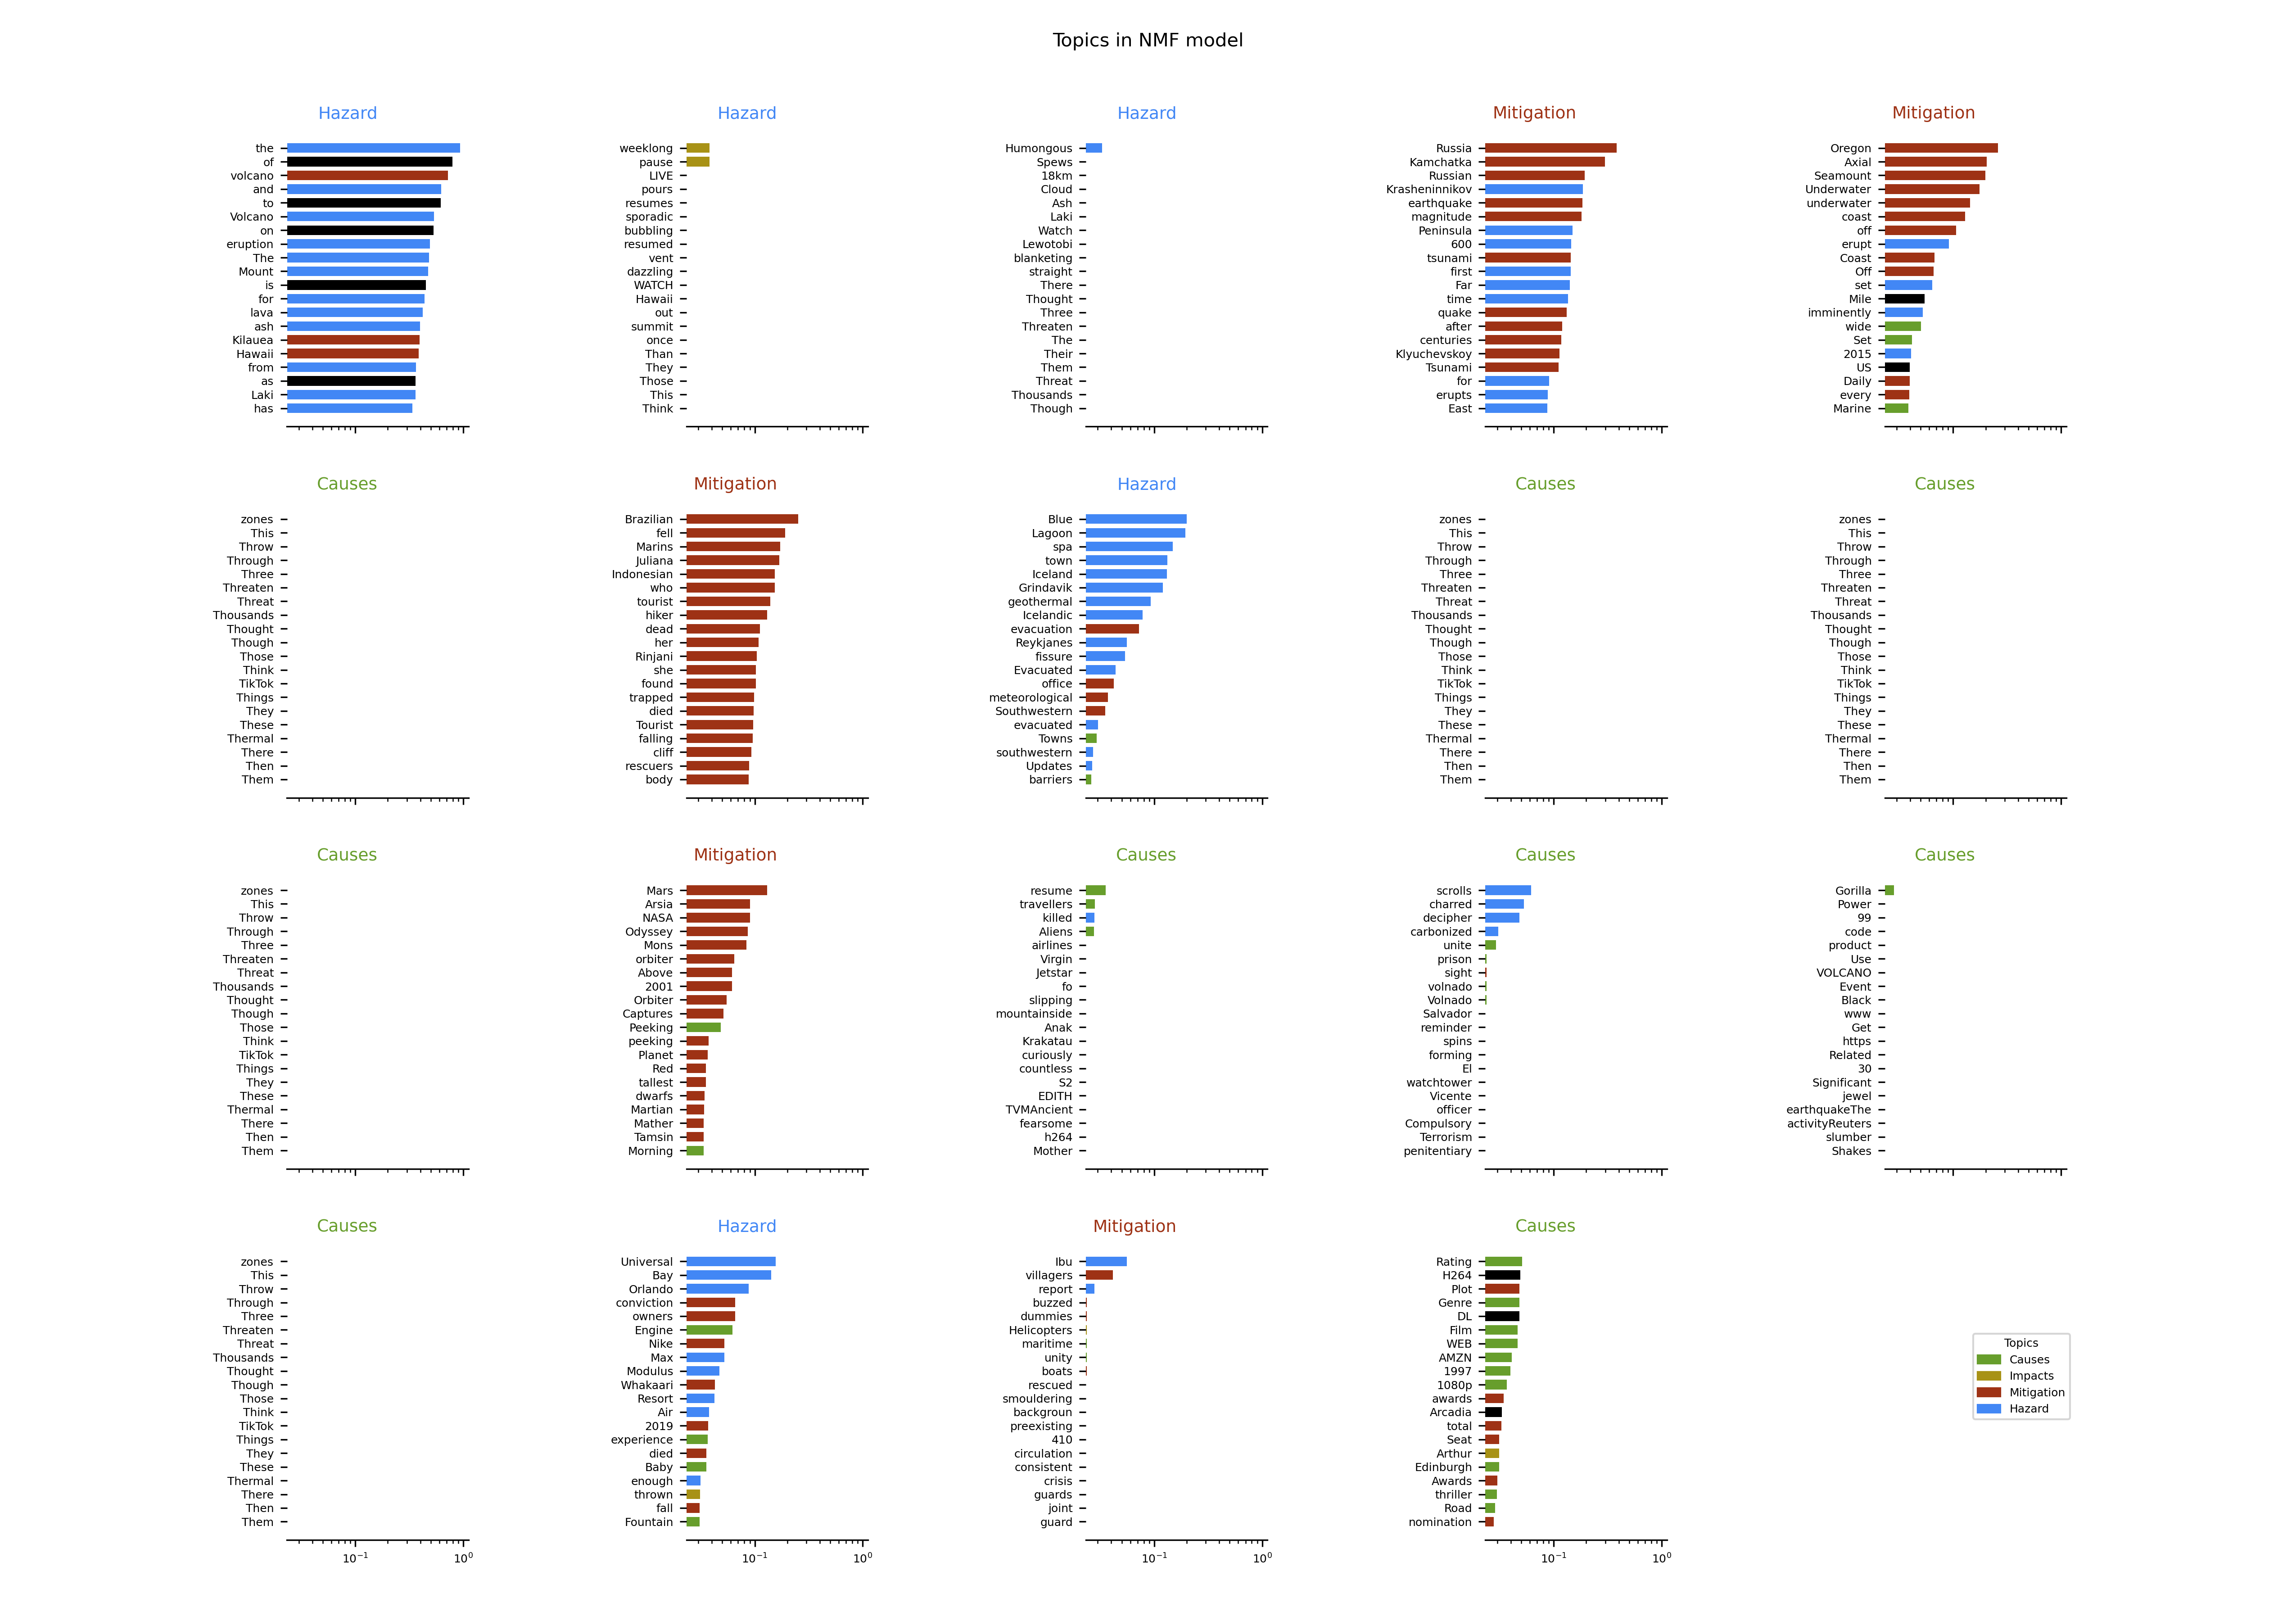 Topics in NMF model
Hazard
the
of
volcano
and
to
Volcano
on
eruption
The
Mount
is
for
lava
ash
Kilauea
Hawaii
from
as
Laki
has
Hazard
weeklong
pause
LIVE
pours
resumes
sporadic
bubbling
resumed
vent
dazzling
WATCH
Hawaii
out
summit
once
Than
They
Those
This
Think
Hazard
Humongous
Spews
18km
Cloud
Ash
Laki
Watch
Lewotobi
blanketing
straight
There
Thought
Three
Threaten
The
Their
Them
Threat
Thousands
Though
Mitigation
Russia
Kamchatka
Russian
Krasheninnikov
earthquake
magnitude
Peninsula
600
tsunami
first
Far
time
quake
after
centuries
Klyuchevskoy
Tsunami
for
erupts
East
Mitigation
Oregon
Axial
Seamount
Underwater
underwater
coast
off
erupt
Coast
Off
set
Mile
imminently
wide
Set
2015
US
Daily
every
Marine
Causes
zones
This
Throw
Through
Three
Threaten
Threat
Thousands
Thought
Though
Those
Think
TikTok
Things
They
These
Thermal
There
Then
Them
Mitigation
Brazilian
fell
Marins
Juliana
Indonesian
who
tourist
hiker
dead
her
Rinjani
she
found
trapped
died
Tourist
falling
cliff
rescuers
body
Hazard
Blue
Lagoon
spa
town
Iceland
Grindavik
geothermal
Icelandic
evacuation
Reykjanes
fissure
Evacuated
office
meteorological
Southwestern
evacuated
Towns
southwestern
Updates
barriers
Causes
zones
This
Throw
Through
Three
Threaten
Threat
Thousands
Thought
Though
Those
Think
TikTok
Things
They
These
Thermal
There
Then
Them
Causes
zones
This
Throw
Through
Three
Threaten
Threat
Thousands
Thought
Though
Those
Think
TikTok
Things
They
These
Thermal
There
Then
Them
Causes
zones
This
Throw
Through
Three
Threaten
Threat
Thousands
Thought
Though
Those
Think
TikTok
Things
They
These
Thermal
There
Then
Them
Mitigation
Mars
Arsia
NASA
Odyssey
Mons
orbiter
Above
2001
Orbiter
Captures
Peeking
peeking
Planet
Red
tallest
dwarfs
Martian
Mather
Tamsin
Morning
Causes
resume
travellers
killed
Aliens
airlines
Virgin
Jetstar
fo
slipping
mountainside
Anak
Krakatau
curiously
countless
S2
EDITH
TVMAncient
fearsome
h264
Mother
Causes
scrolls
charred
decipher
carbonized
unite
prison
sight
volnado
Volnado
Salvador
reminder
spins
forming
El
watchtower
Vicente
officer
Compulsory
Terrorism
penitentiary
Causes
Gorilla
Power
99
code
product
Use
VOLCANO
Event
Black
www
Get
https
Related
30
Significant
jewel
earthquakeThe
activityReuters
slumber
Shakes
Causes
zones
This
Throw
Through
Three
Threaten
Threat
Thousands
Thought
Though
Those
Think
TikTok
Things
They
These
Thermal
There
Then
Them
10⁻¹ 10⁰
Hazard
Universal
Bay
Orlando
conviction
owners
Engine
Nike
Max
Modulus
Whakaari
Resort
Air
2019
experience
died
Baby
enough
thrown
fall
Fountain
10⁻¹ 10⁰
Mitigation
Ibu
villagers
report
buzzed
dummies
Helicopters
maritime
unity
boats
rescued
smouldering
backgroun
preexisting
410
circulation
consistent
crisis
guards
joint
guard
10⁻¹ 10⁰
Causes
Rating
H264
Plot
Genre
DL
Film
WEB
AMZN
1997
1080p
awards
Arcadia
total
Seat
Arthur
Edinburgh
Awards
thriller
Road
nomination
10⁻¹ 10⁰
Topics
Causes
Impacts
Mitigation
Hazard